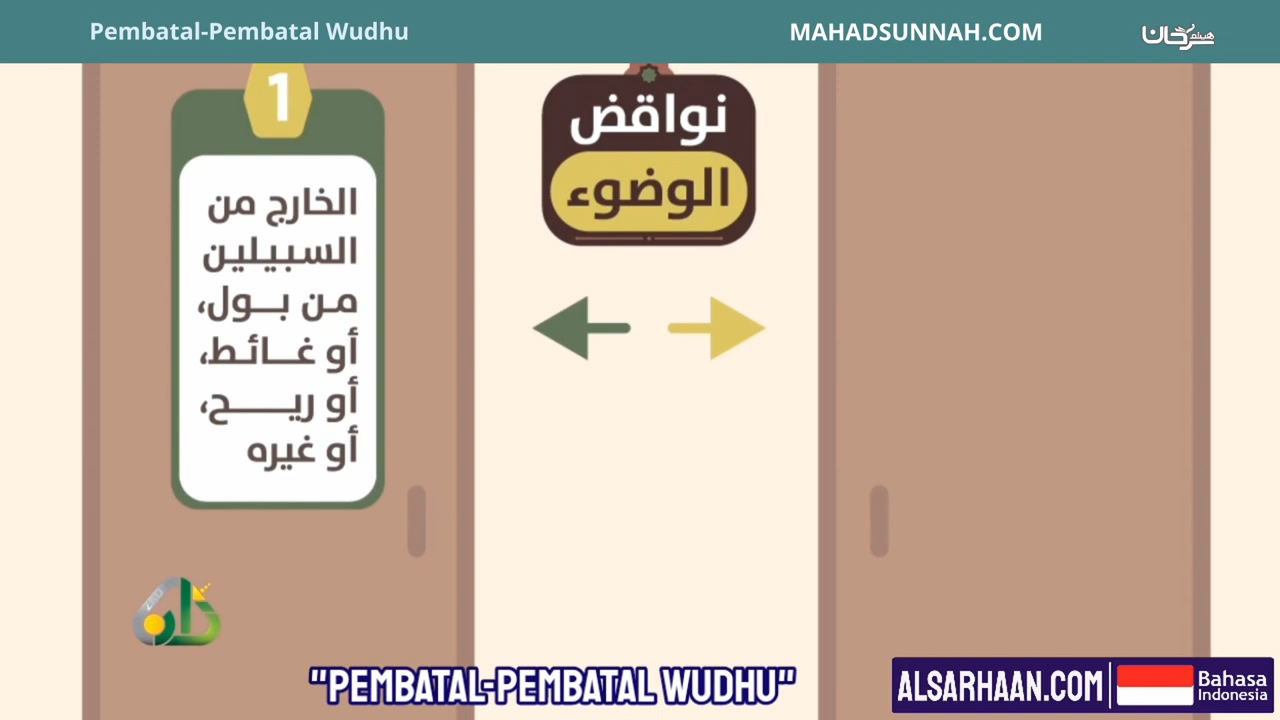 Pembatal-Pembatal Wudhu
MAHADSUNNAH.COM
1
الخارج من
السبيلين
من بول،
أو غائط،
أو ريح،
أو غيره
نواقض
الوضوء
"PEMBATAL-PEMBATAL WUDHU"
ALSARHAAN.COM
Bahasa
Indonesia